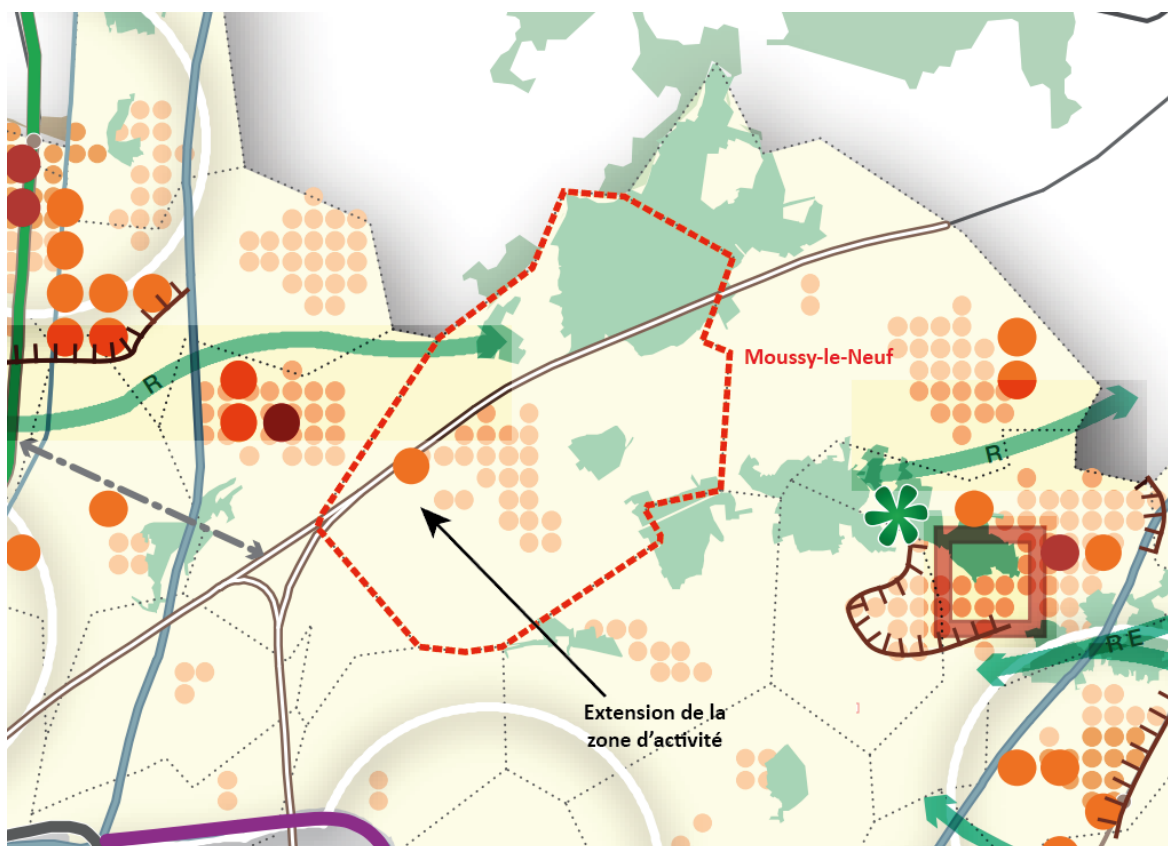 R
Moussy-le-Neuf
R
R E
Extension de la
zone d'activité